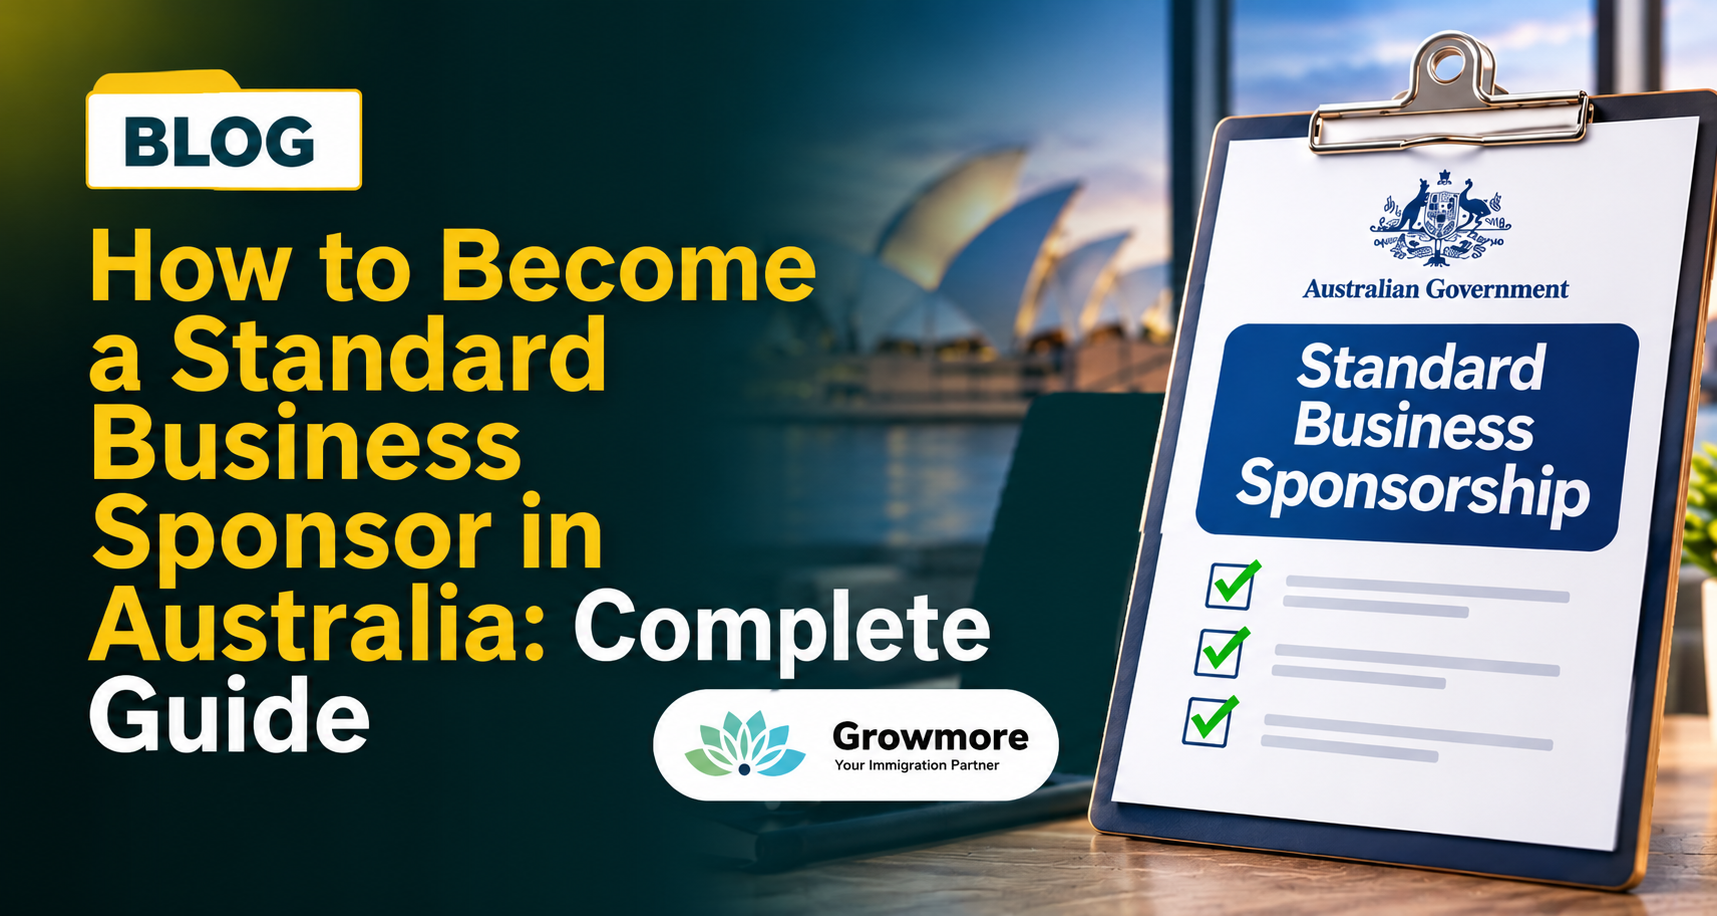 BLOG
How to Become
a Standard
Business
Sponsor in
Australia: Complete
Guide
Growmore
Your Immigration Partner
Australian Government
Standard
Business
Sponsorship